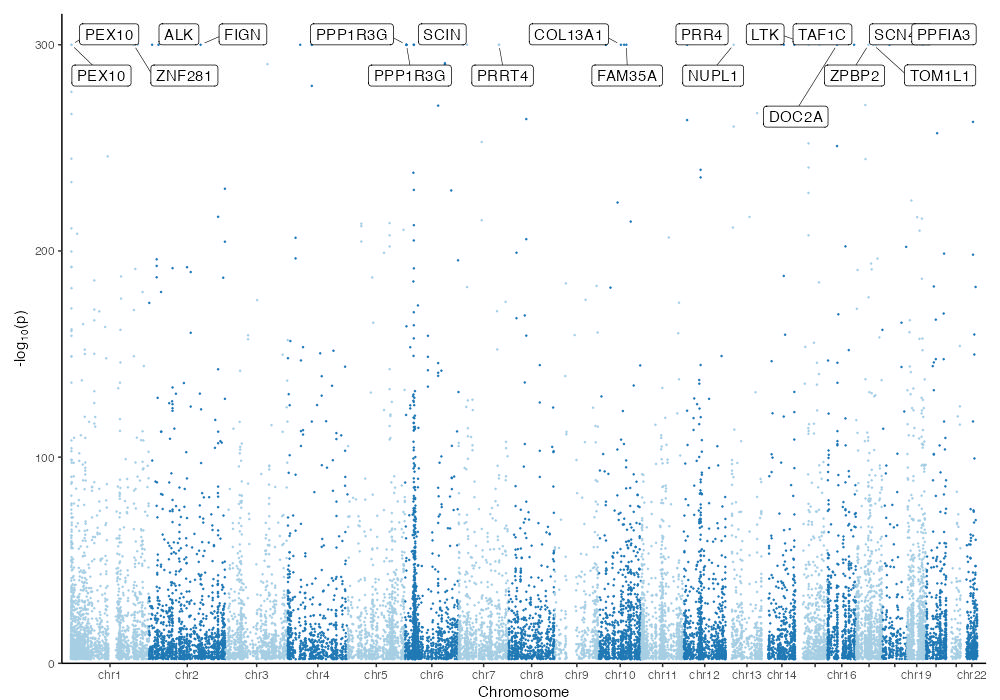 PEX10 ALK FIGN PPP1R3G SCIN COL13A1 PRR4 LTK TAF1C PPFIA3
PEX10 ZNF281 PPP1R3G PRRT4 FAM35A NUPL1 ZPBP2 TOM1L1
DOC2A
300
200
100
0
-log10(p)
chr1 chr2 chr3 chr4 chr5 chr6 chr7 chr8 chr9 chr10 chr11 chr12 chr13 chr14 chr16 chr19 chr22
Chromosome